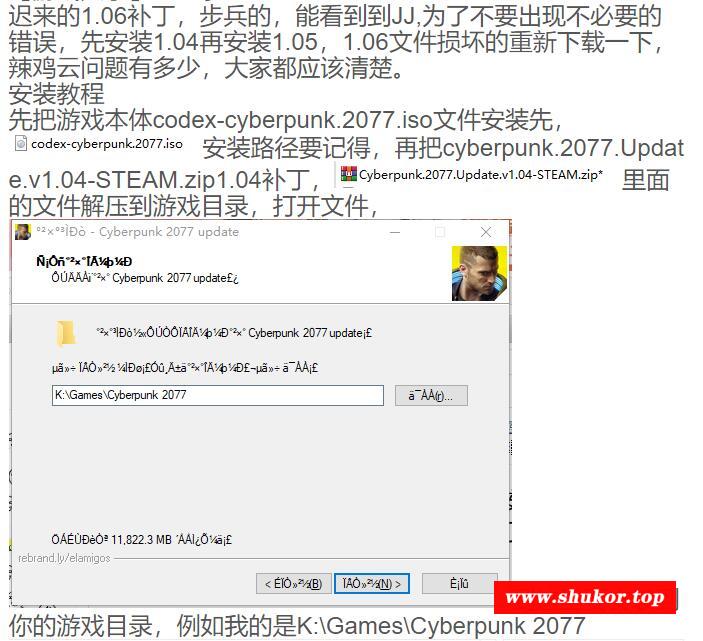 迟来的1.06补丁，步兵的，能看到到JJ,为了不要出现不必要的
错误，先安装1.04再安装1.05，1.06文件损坏的重新下载一下，
辣鸡云问题有多少，大家都应该清楚。
安装教程
先把游戏本体codex-cyberpunk.2077.iso文件安装先，
codex-cyberpunk.2077.iso 安装路径要记得，再把cyberpunk.2077.Updat
e.v1.04-STEAM.zip1.04补丁， Cyberpunk.2077.Update.v1.04-STEAM.zip* 里面
的文件解压到游戏目录，打开文件，
°²×°³ÌÐò - Cyberpunk 2077 update
Ñ¡Ôñ°²×°ÎÄ¼þ¼Ð
ÔÚÄÄÀï°²×° Cyberpunk 2077 update£¿
°²×°³ÌÐò½«ÔÚÒÔÏÂÎÄ¼þ¼Ð°²×° Cyberpunk 2077 update¡£
µã»÷ ÏÂÒ»²½ ¼ÌÐø¡£Óû¸Ä±ä°²×°ÎÄ¼þ¼Ð£¬µã»÷ ä¯ÀÀ¡£
K:\Games\Cyberpunk 2077 ä¯ÀÀ(r)...
ÖÁÉÙÐèÒª 11,822.3 MB ´ÅÅÌ¿Õ¼ä¡£
rebrand.ly/elamigos
< ÉÏÒ»²½(B) ÏÂÒ»²½(N) > È¡Ïû
www.shukor.top
你的游戏目录，例如我的是K:\Games\Cyberpunk 2077